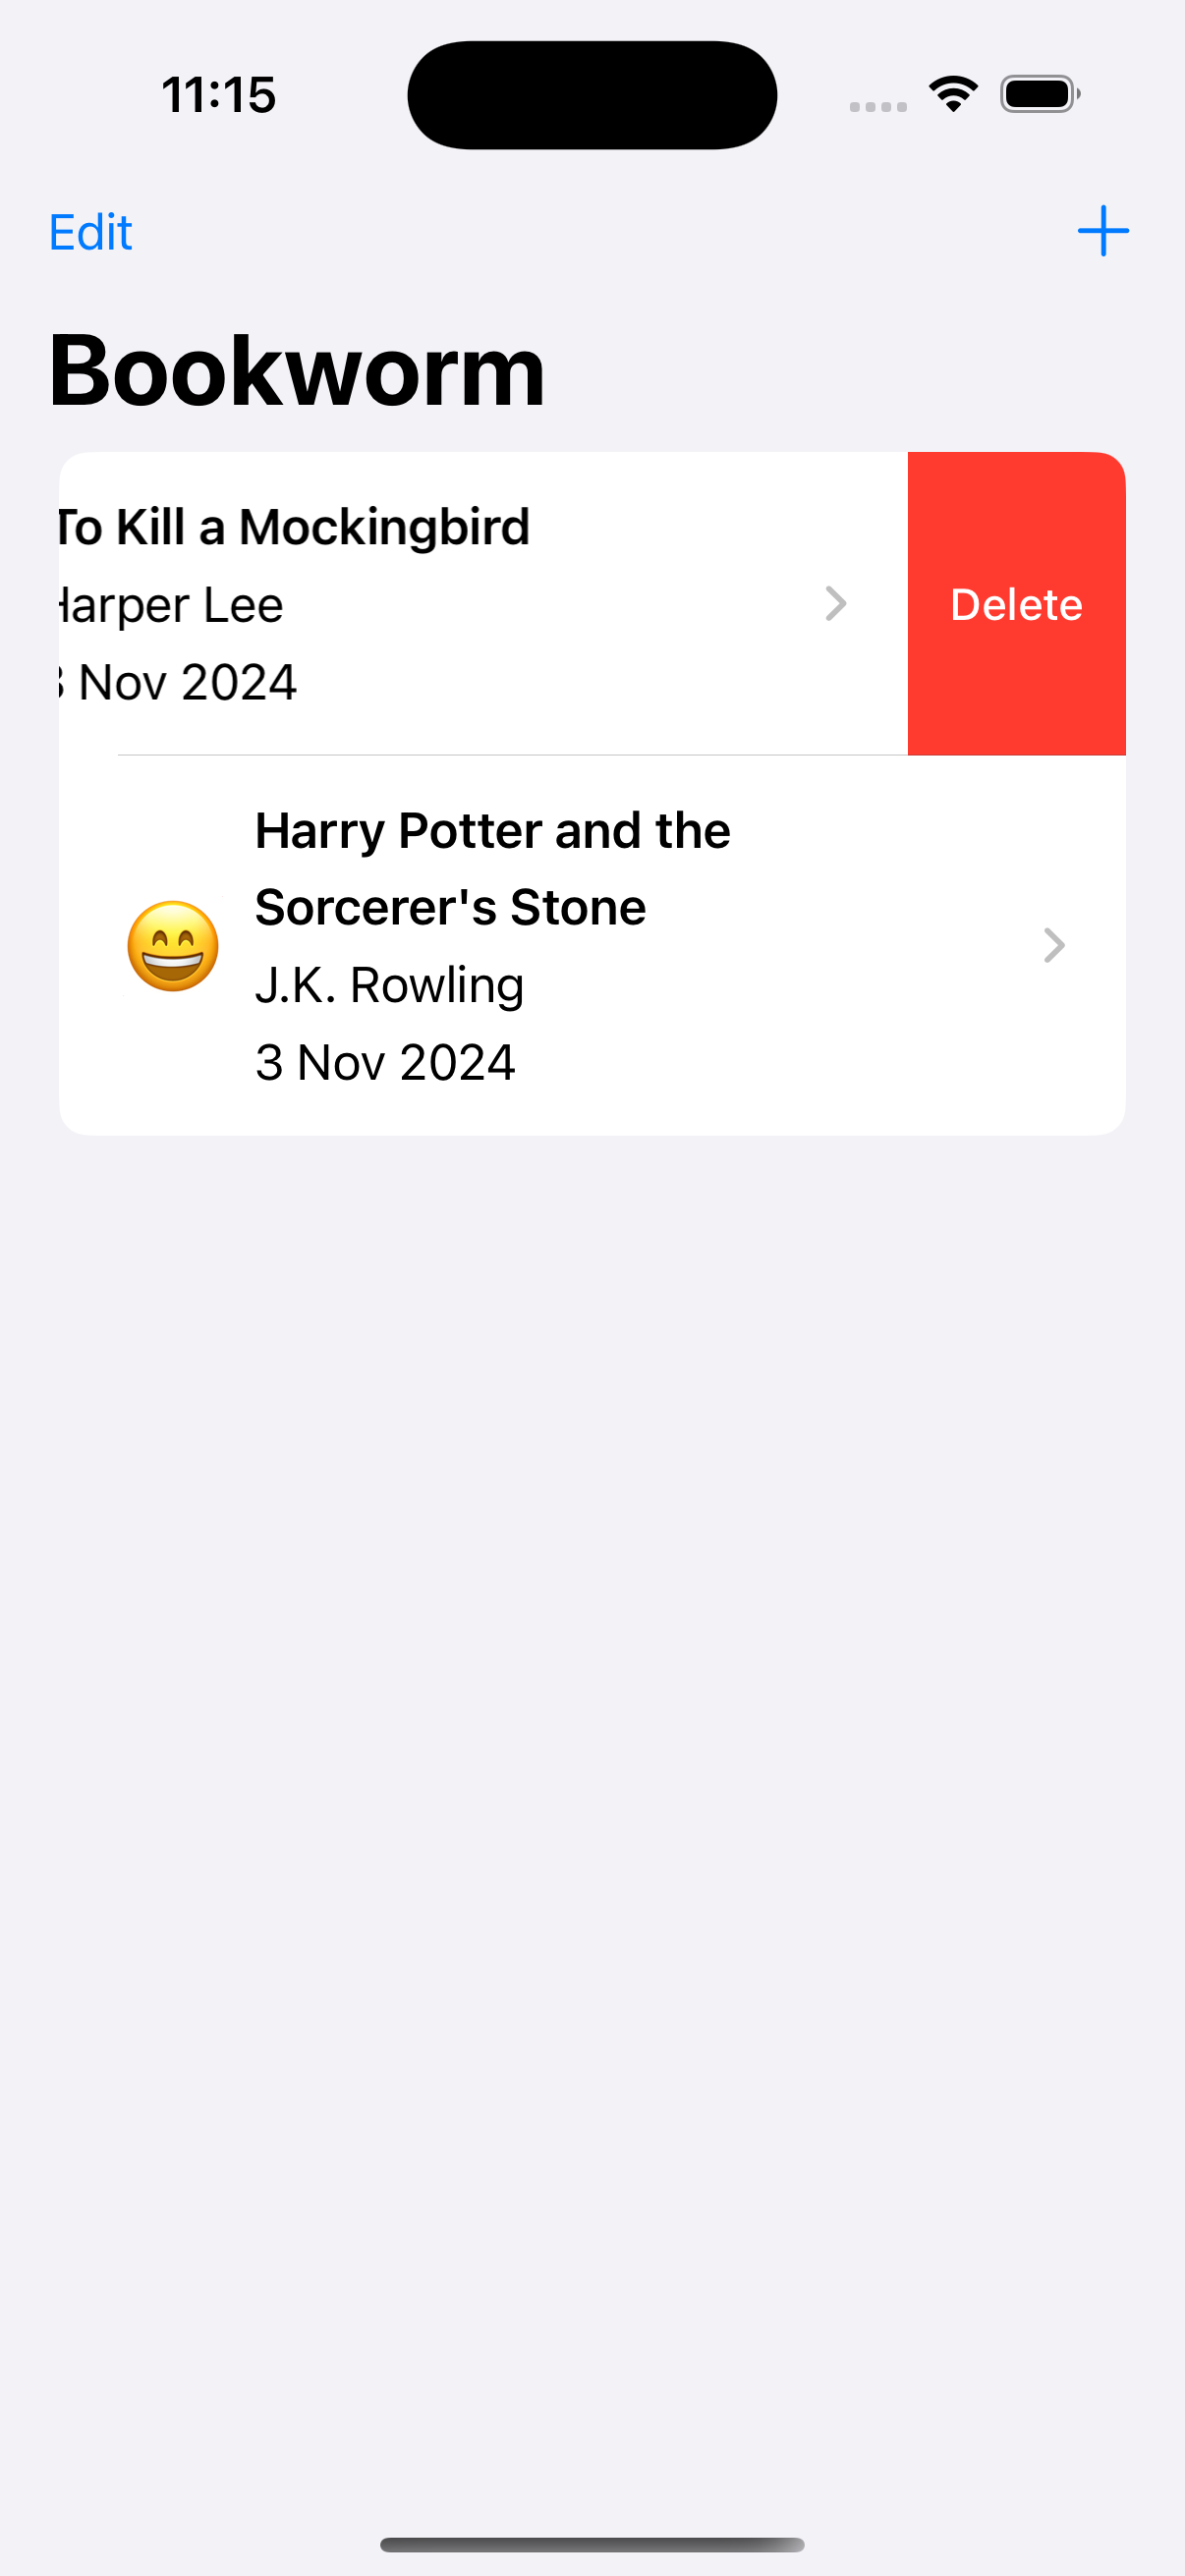 11:15
Edit
Bookworm
To Kill a Mockingbird
Harper Lee
3 Nov 2024
Delete
Harry Potter and the
Sorcerer's Stone
J.K. Rowling
3 Nov 2024